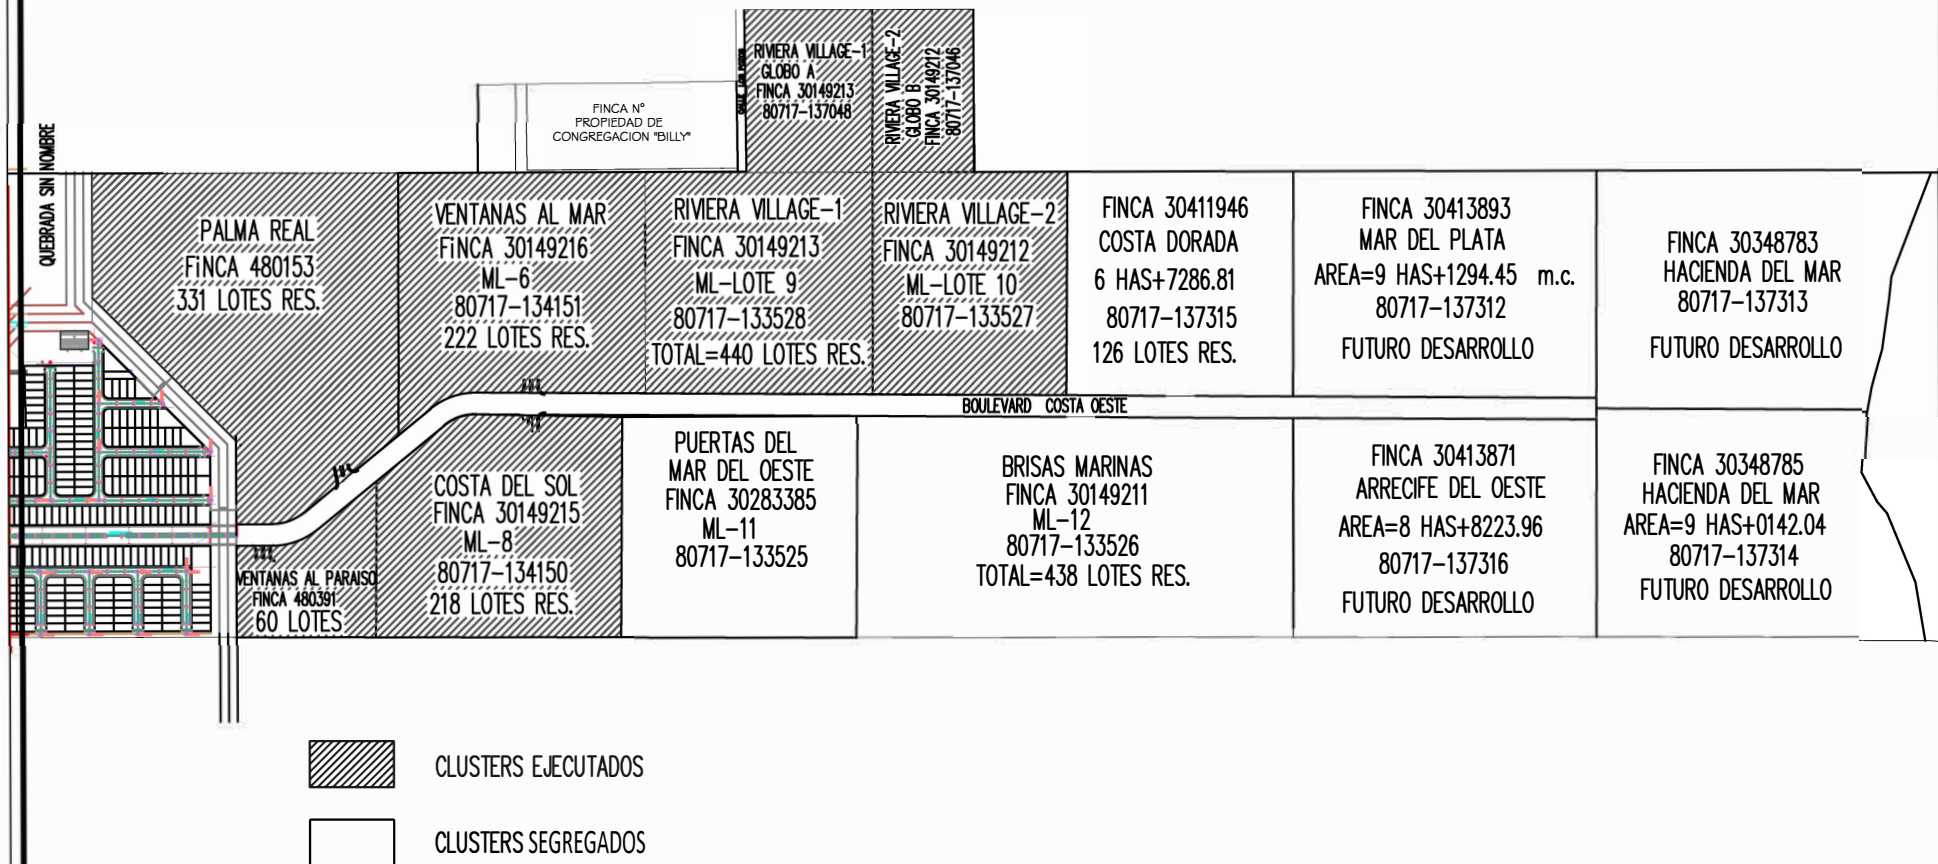 RIVIERA VILLAGE-1
GLOBO A
FINCA 30149213
80717-137048
RIVIERA VILLAGE-2
GLOBO B
FINCA 30149212
80717-137046
FINCA N°
PROPIEDAD DE
CONGREGACION "BILLY"
QUEBRADA SIN NOMBRE
PALMA REAL
FiNCA 480153
331 LOTES RES.
VENTANAS AL MAR
FiNCA 30149216
ML-6
80717-134151
222 LOTES RES.
RIVIERA VILLAGE-1
FINCA 30149213
ML-LOTE 9
80717-133528
TOTAL=440 LOTES RES.
RIVIERA VILLAGE-2
FINCA 30149212
ML-LOTE 10
80717-133527
FINCA 30411946
COSTA DORADA
6 HAS+7286.81
80717-137315
126 LOTES RES.
FINCA 30413893
MAR DEL PLATA
AREA=9 HAS+1294.45 m.c.
80717-137312
FUTURO DESARROLLO
FINCA 30348783
HACIENDA DEL MAR
80717-137313
FUTURO DESARROLLO
BOULEVARD COSTA OESTE
VENTANAS AL PARAISO
FINCA 480391
60 LOTES
COSTA DEL SOL
FINCA 30149215
ML-8
80717-134150
218 LOTES RES.
PUERTAS DEL
MAR DEL OESTE
FINCA 30283385
ML-11
80717-133525
BRISAS MARINAS
FINCA 30149211
ML-12
80717-133526
TOTAL=438 LOTES RES.
FINCA 30413871
ARRECIFE DEL OESTE
AREA=8 HAS+8223.96
80717-137316
FUTURO DESARROLLO
FINCA 30348785
HACIENDA DEL MAR
AREA=9 HAS+0142.04
80717-137314
FUTURO DESARROLLO
CLUSTERS EJECUTADOS
CLUSTERS SEGREGADOS